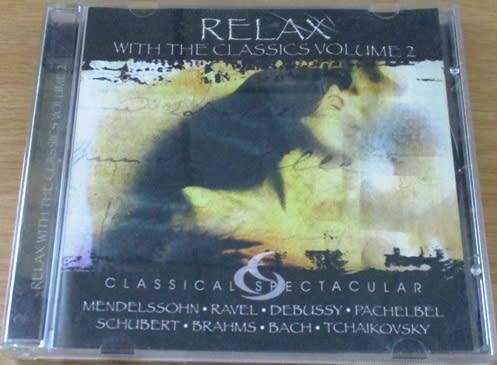 RELAX
WITH THE CLASSICS VOLUME 2
RELAX WITH THE CLASSICS VOLUME 2
CLASSICAL SPECTACULAR
MENDELSSOHN • RAVEL • DEBUSSY • PACHELBEL
SCHUBERT • BRAHMS • BACH • TCHAIKOVSKY